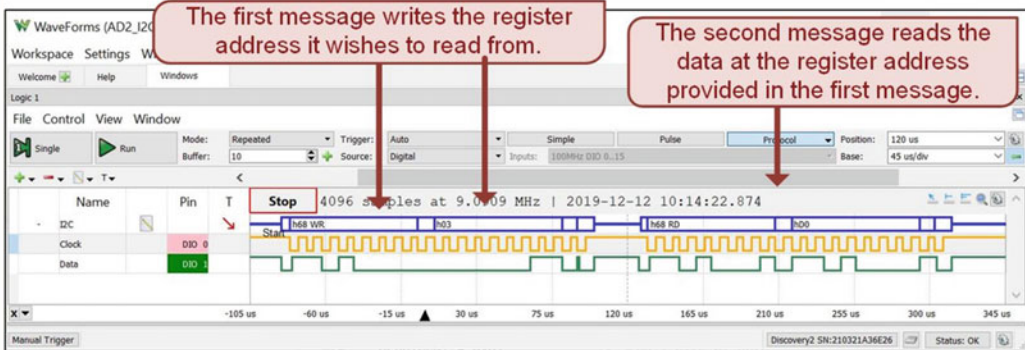 The first message writes the register
address it wishes to read from.
The second message reads the
data at the register address
provided in the first message.
WaveForms (AD2_I2C
Workspace Settings W
Welcome Help Windows
Logic 1
File Control View Window
Single Run Mode: Repeated Trigger: Auto Simple Pulse Protocol Position: 120 us
Buffer: 10 Source: Digital Inputs: 100MHz DIO 0..15 Base: 45 us/div
Name Pin T Stop 4096 samples at 9.0909 MHz | 2019-12-12 10:14:22.874
I2C Start h68 WR h03 h68 RD hD0
Clock DIO 0
Data DIO 1
X -105 us -60 us -15 us 30 us 75 us 120 us 165 us 210 us 255 us 300 us 345 us
Manual Trigger Discovery2 SN:210321A36E26 Status: OK